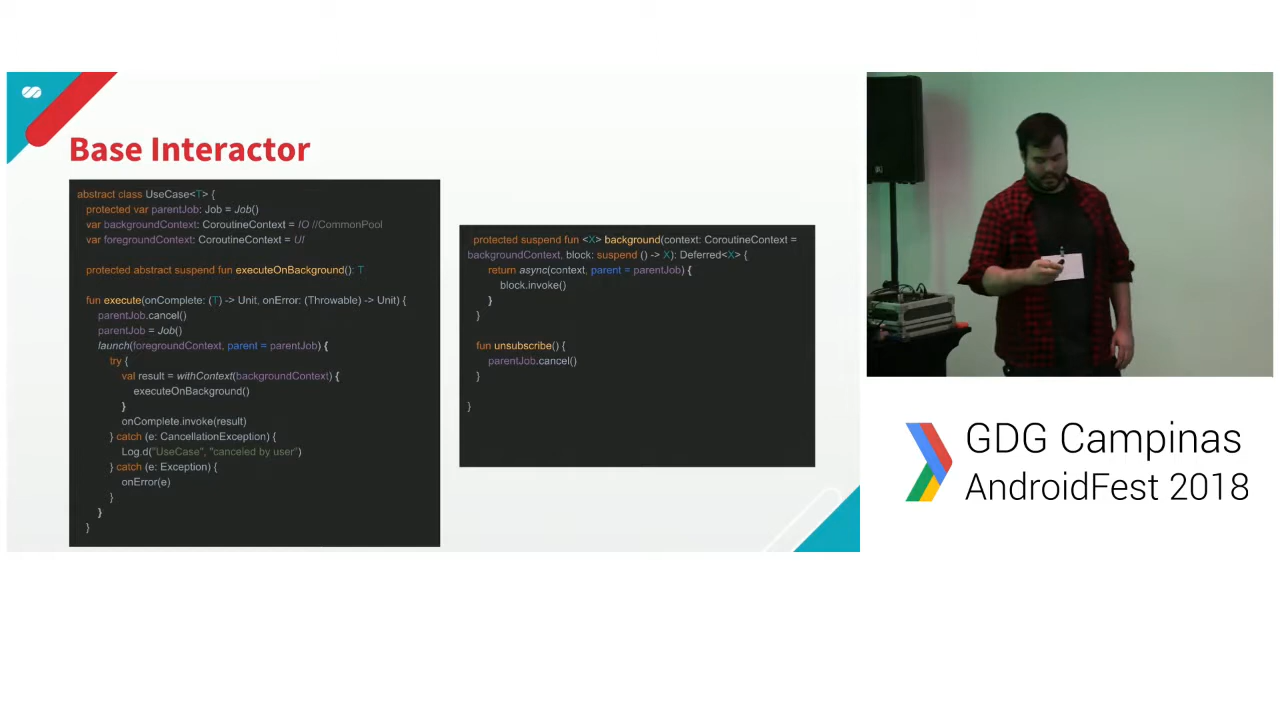 Base Interactor
abstract class UseCase<T> {
protected var parentJob: Job = Job()
var backgroundContext: CoroutineContext = IO //CommonPool
var foregroundContext: CoroutineContext = UI
protected abstract suspend fun executeOnBackground(): T
fun execute(onComplete: (T) -> Unit, onError: (Throwable) -> Unit) {
parentJob.cancel()
parentJob = Job()
launch(foregroundContext, parent = parentJob) {
try {
val result = withContext(backgroundContext) {
executeOnBackground()
}
onComplete.invoke(result)
} catch (e: CancellationException) {
Log.d("UseCase", "canceled by user")
} catch (e: Exception) {
onError(e)
}
}
}
protected suspend fun <X> background(context: CoroutineContext =
backgroundContext, block: suspend () -> X): Deferred<X> {
return async(context, parent = parentJob) {
block.invoke()
}
}
fun unsubscribe() {
parentJob.cancel()
}
}
GDG Campinas
AndroidFest 2018